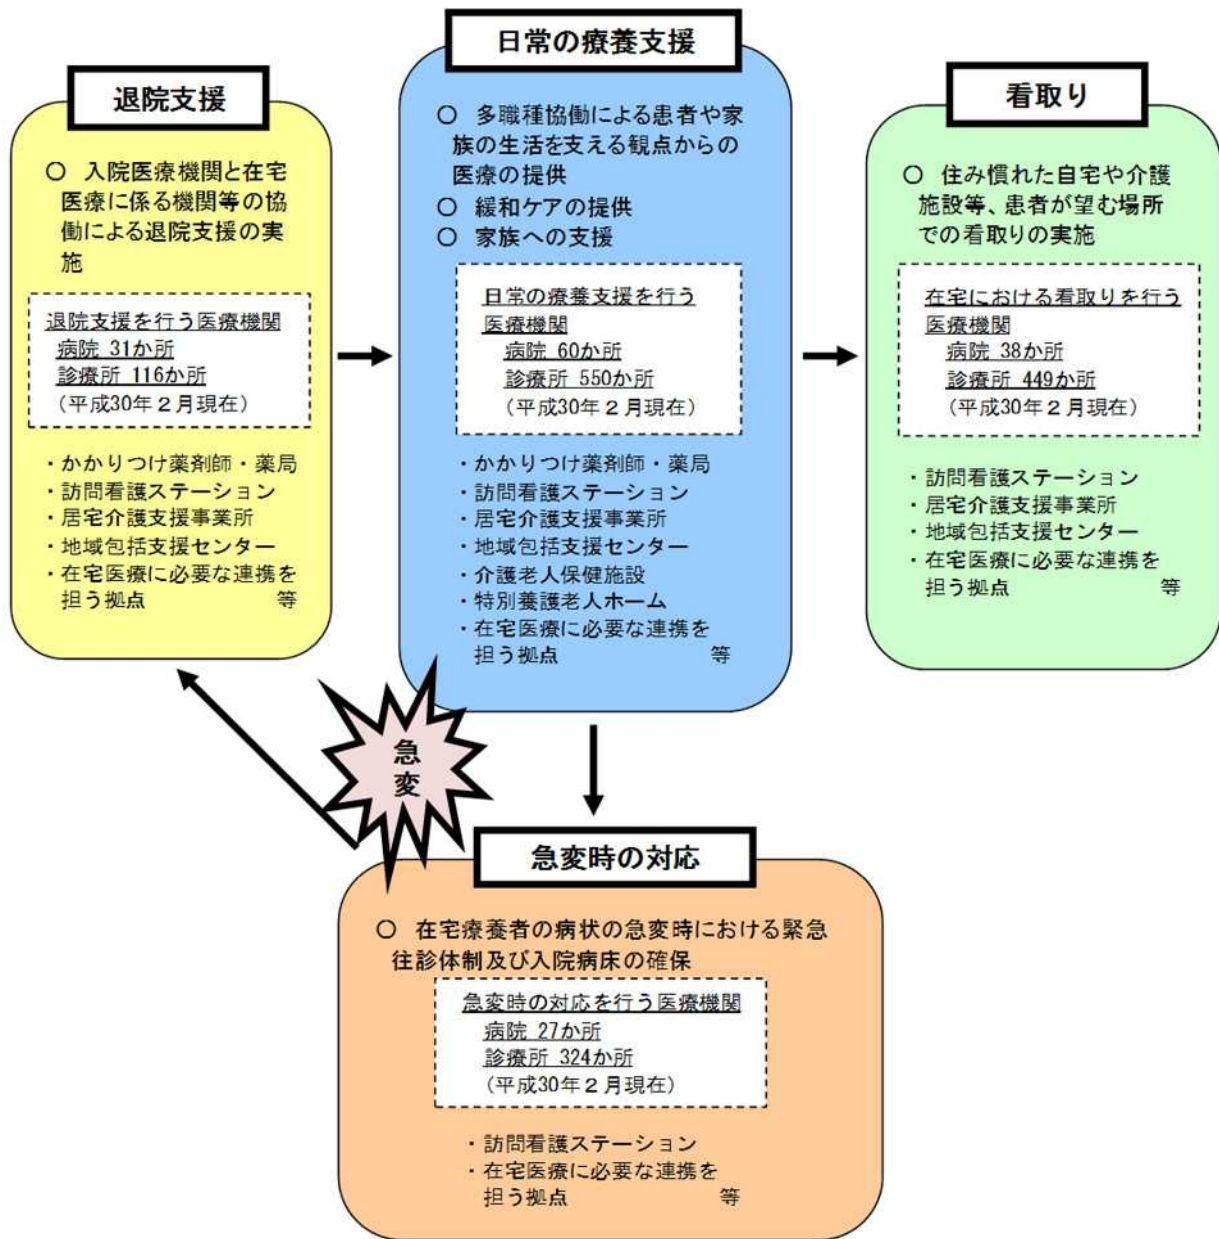 退院支援
○ 入院医療機関と在宅
医療に係る機関等の協
働による退院支援の実
施
退院支援を行う医療機関
病院 31か所
診療所 116か所
（平成30年２月現在）
・かかりつけ薬剤師・薬局
・訪問看護ステーション
・居宅介護支援事業所
・地域包括支援センター
・在宅医療に必要な連携を
担う拠点 等
日常の療養支援
○ 多職種協働による患者や家
族の生活を支える観点からの
医療の提供
○ 緩和ケアの提供
○ 家族への支援
日常の療養支援を行う
医療機関
病院 60か所
診療所 550か所
（平成30年２月現在）
・かかりつけ薬剤師・薬局
・訪問看護ステーション
・居宅介護支援事業所
・地域包括支援センター
・介護老人保健施設
・特別養護老人ホーム
・在宅医療に必要な連携を
担う拠点 等
看取り
○ 住み慣れた自宅や介護
施設等、患者が望む場所
での看取りの実施
在宅における看取りを行う
医療機関
病院 38か所
診療所 449か所
（平成30年２月現在）
・訪問看護ステーション
・居宅介護支援事業所
・地域包括支援センター
・在宅医療に必要な連携を
担う拠点 等
急
変
急変時の対応
○ 在宅療養者の病状の急変時における緊急
往診体制及び入院病床の確保
急変時の対応を行う医療機関
病院 27か所
診療所 324か所
（平成30年２月現在）
・訪問看護ステーション
・在宅医療に必要な連携を
担う拠点 等